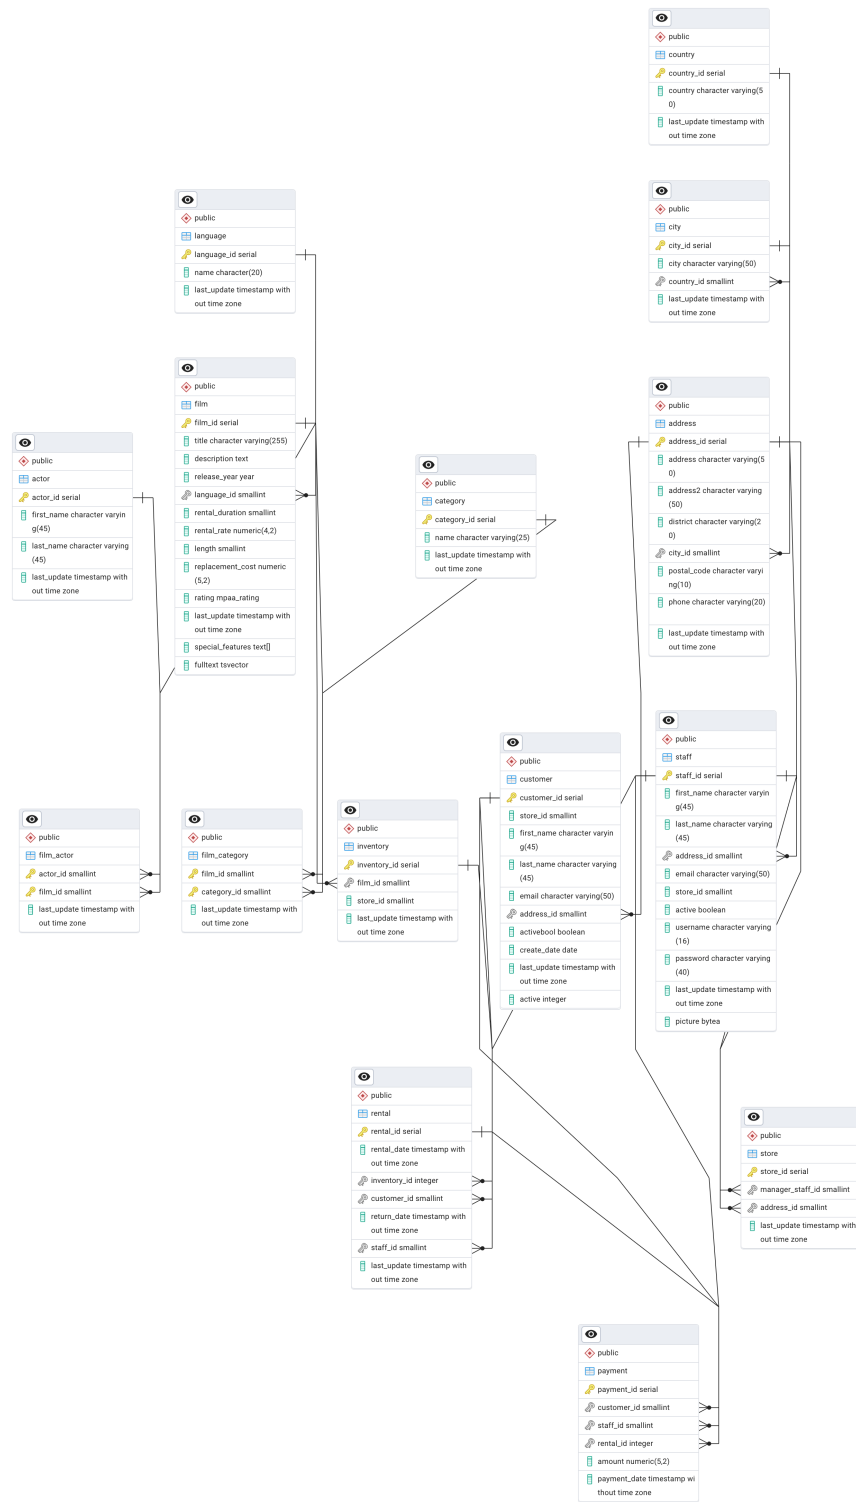 public
country
country_id serial
country character varying(5
0)
last_update timestamp with
out time zone
public
city
city_id serial
city character varying(50)
country_id smallint
last_update timestamp with
out time zone
public
language
language_id serial
name character(20)
last_update timestamp with
out time zone
public
film
film_id serial
title character varying(255)
description text
release_year year
language_id smallint
rental_duration smallint
rental_rate numeric(4,2)
length smallint
replacement_cost numeric
(5,2)
rating mpaa_rating
last_update timestamp with
out time zone
special_features text[]
fulltext tsvector
public
address
address_id serial
address character varying(5
0)
address2 character varying
(50)
district character varying(2
0)
city_id smallint
postal_code character varyi
ng(10)
phone character varying(20)
last_update timestamp with
out time zone
public
actor
actor_id serial
first_name character varyin
g(45)
last_name character varying
(45)
last_update timestamp with
out time zone
public
category
category_id serial
name character varying(25)
last_update timestamp with
out time zone
public
staff
staff_id serial
first_name character varyin
g(45)
last_name character varying
(45)
address_id smallint
email character varying(50)
store_id smallint
active boolean
username character varying
(16)
password character varying
(40)
last_update timestamp with
out time zone
picture bytea
public
customer
customer_id serial
store_id smallint
first_name character varyin
g(45)
last_name character varying
(45)
email character varying(50)
address_id smallint
activebool boolean
create_date date
last_update timestamp with
out time zone
active integer
public
film_actor
actor_id smallint
film_id smallint
last_update timestamp with
out time zone
public
film_category
film_id smallint
category_id smallint
last_update timestamp with
out time zone
public
inventory
inventory_id serial
film_id smallint
store_id smallint
last_update timestamp with
out time zone
public
rental
rental_id serial
rental_date timestamp with
out time zone
inventory_id integer
customer_id smallint
return_date timestamp with
out time zone
staff_id smallint
last_update timestamp with
out time zone
public
store
store_id serial
manager_staff_id smallint
address_id smallint
last_update timestamp with
out time zone
public
payment
payment_id serial
customer_id smallint
staff_id smallint
rental_id integer
amount numeric(5,2)
payment_date timestamp wi
thout time zone